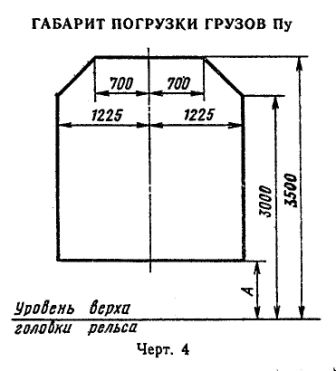 ГАБАРИТ ПОГРУЗКИ ГРУЗОВ Пу
700 700
1225 1225
3000
3500
А
Уровень верха
головки рельса
Черт. 4